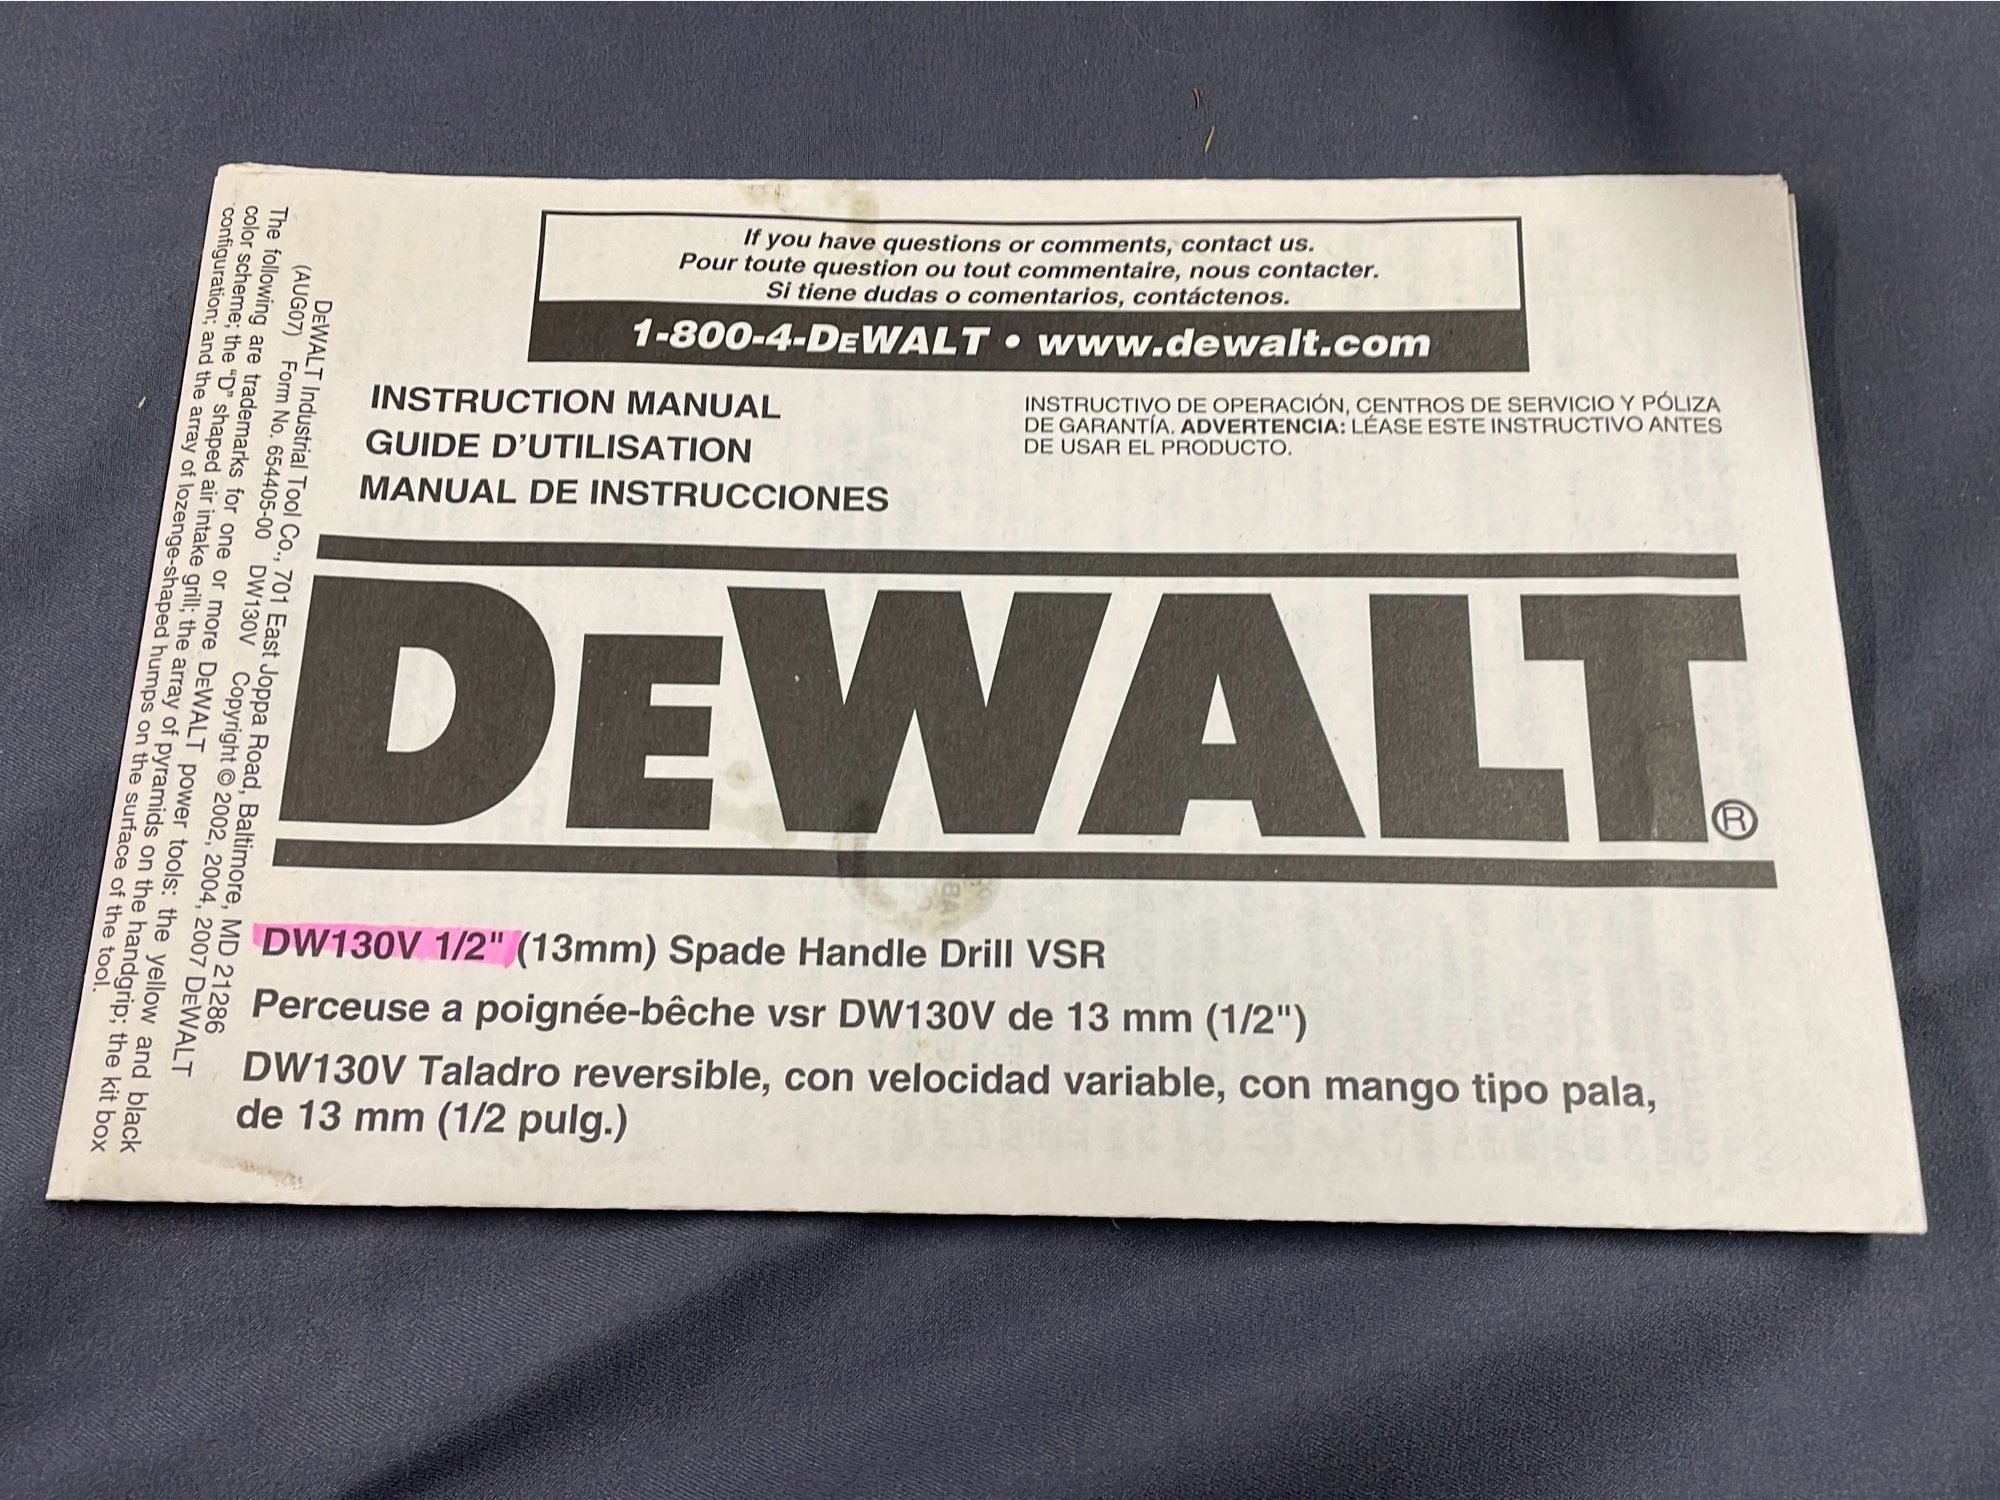 If you have questions or comments, contact us.
Pour toute question ou tout commentaire, nous contacter.
Si tiene dudas o comentarios, contáctenos.
1-800-4-DEWALT • www.dewalt.com
INSTRUCTION MANUAL
GUIDE D'UTILISATION
MANUAL DE INSTRUCCIONES
INSTRUCTIVO DE OPERACIÓN, CENTROS DE SERVICIO Y PÓLIZA
DE GARANTÍA. ADVERTENCIA: LÉASE ESTE INSTRUCTIVO ANTES
DE USAR EL PRODUCTO.
DEWALT®
DW130V 1/2" (13mm) Spade Handle Drill VSR
Perceuse a poignée-bêche vsr DW130V de 13 mm (1/2")
DW130V Taladro reversible, con velocidad variable, con mango tipo pala,
de 13 mm (1/2 pulg.)
DEWALT Industrial Tool Co., 701 East Joppa Road, Baltimore, MD 21286
(AUG07) Form No. 654405-00 DW130V Copyright © 2002, 2004, 2007 DEWALT
The following are trademarks for one or more DEWALT power tools: the yellow and black
color scheme; the "D" shaped air intake grill; the array of pyramids on the handgrip; the kit box
configuration; and the array of lozenge-shaped humps on the surface of the tool.